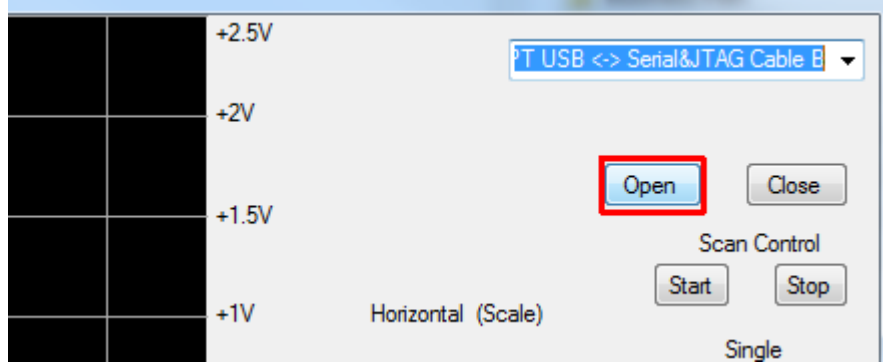 +2.5V
PT USB <-> Serial&JTAG Cable B
+2V
Open
Close
+1.5V
Scan Control
Start
Stop
+1V
Horizontal (Scale)
Single